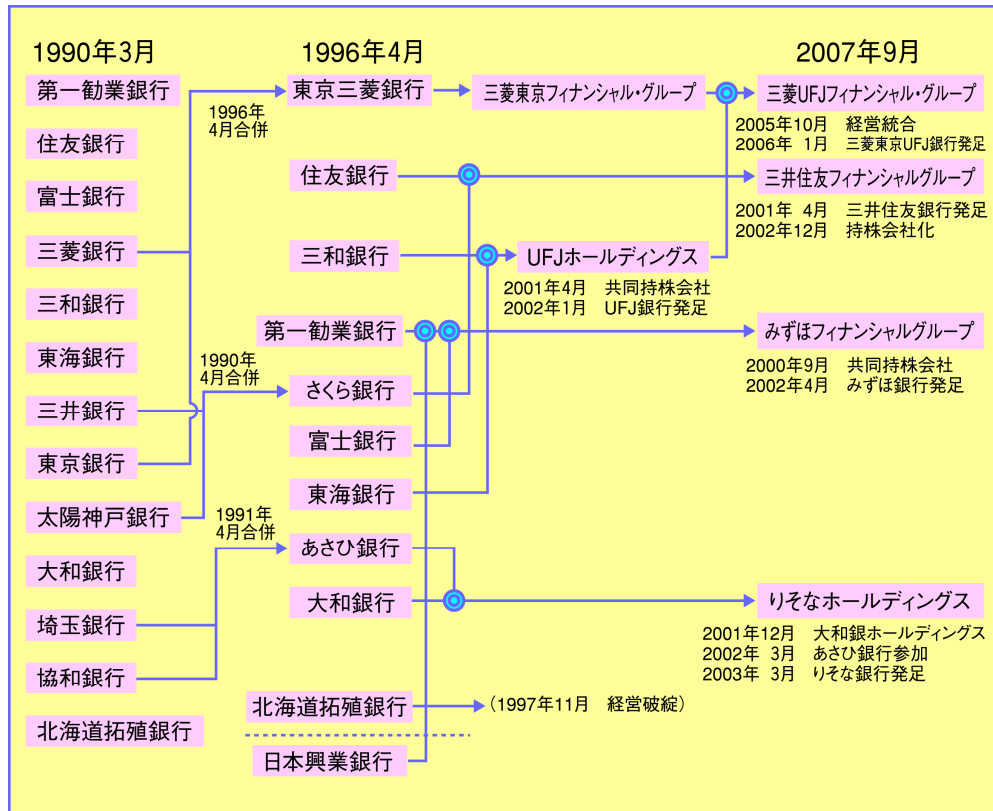 1990年3月
第一勧業銀行
住友銀行
富士銀行
三菱銀行
三和銀行
東海銀行
三井銀行
東京銀行
太陽神戸銀行
大和銀行
埼玉銀行
協和銀行
北海道拓殖銀行
1996年
4月合併
1990年
4月合併
1991年
4月合併
1996年4月
東京三菱銀行
住友銀行
三和銀行
第一勧業銀行
さくら銀行
富士銀行
東海銀行
あさひ銀行
大和銀行
北海道拓殖銀行
(1997年11月 経営破綻)
日本興業銀行
三菱東京フィナンシャル・グループ
UFJホールディングス
2001年4月 共同持株会社
2002年1月 UFJ銀行発足
2007年9月
三菱UFJフィナンシャル・グループ
2005年10月 経営統合
2006年 1月 三菱東京UFJ銀行発足
三井住友フィナンシャルグループ
2001年 4月 三井住友銀行発足
2002年12月 持株会社化
みずほフィナンシャルグループ
2000年9月 共同持株会社
2002年4月 みずほ銀行発足
りそなホールディングス
2001年12月 大和銀ホールディングス
2002年 3月 あさひ銀行参加
2003年 3月 りそな銀行発足